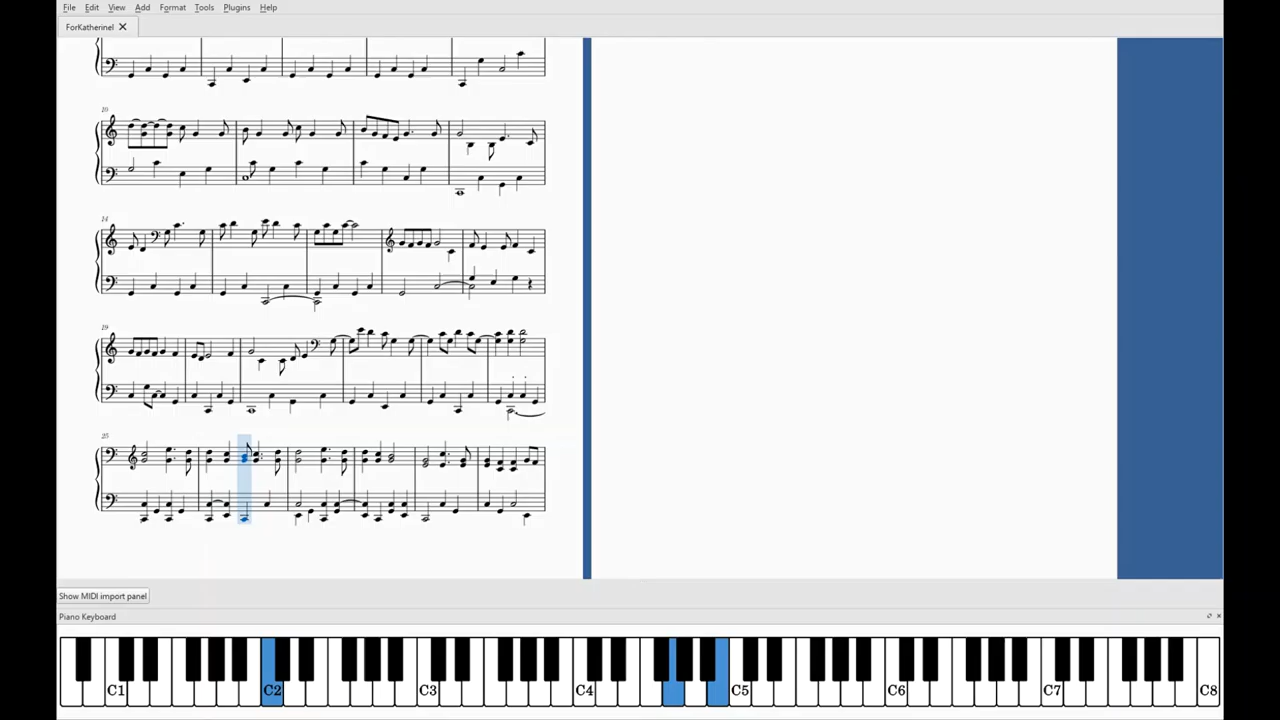 File Edit View Add Format Tools Plugins Help
ForKatherineI
10
14
19
25
Show MIDI import panel
Piano Keyboard
C1 C2 C3 C4 C5 C6 C7 C8